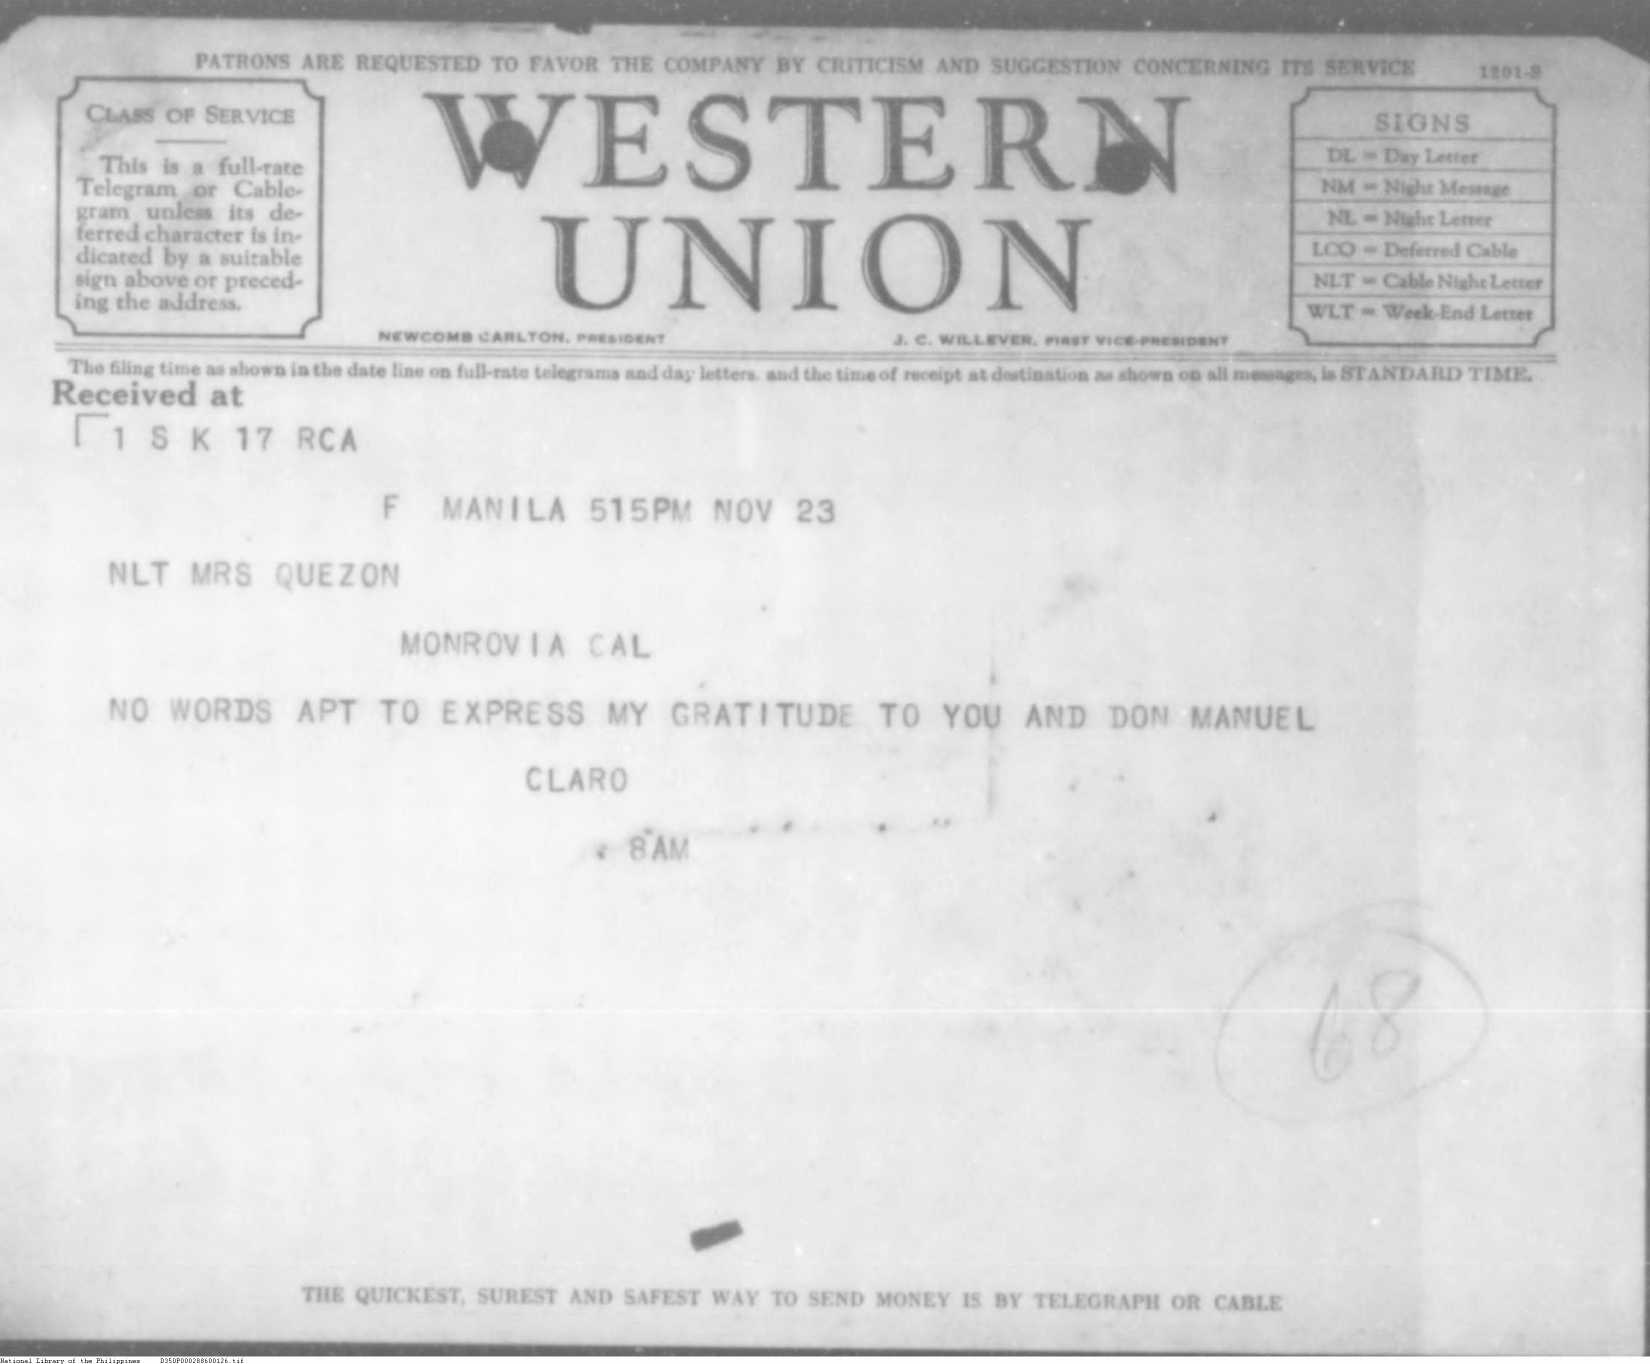 PATRONS ARE REQUESTED TO FAVOR THE COMPANY BY CRITICISM AND SUGGESTION CONCERNING ITS SERVICE
1201-S
CLASS OF SERVICE
This is a full-rate
Telegram or Cable-
gram unless its de-
ferred character is in-
dicated by a suitable
sign above or preced-
ing the address.
WESTERN
UNION
SIGNS
DL = Day Letter
NM = Night Message
NL = Night Letter
LCO = Deferred Cable
NLT = Cable Night Letter
WLT = Week-End Letter
NEWCOMB CARLTON, PRESIDENT
J. C. WILLEVER, FIRST VICE-PRESIDENT
The filing time as shown in the date line on full-rate telegrams and day letters, and the time of receipt at destination as shown on all messages, is STANDARD TIME.
Received at
1 S K 17 RCA
F MANILA 515PM NOV 23
NLT MRS QUEZON
MONROVIA CAL
NO WORDS APT TO EXPRESS MY GRATITUDE TO YOU AND DON MANUEL
CLARO
8AM
68
THE QUICKEST, SUREST AND SAFEST WAY TO SEND MONEY IS BY TELEGRAPH OR CABLE
National Library of the Philippines D350P000288600126.tif